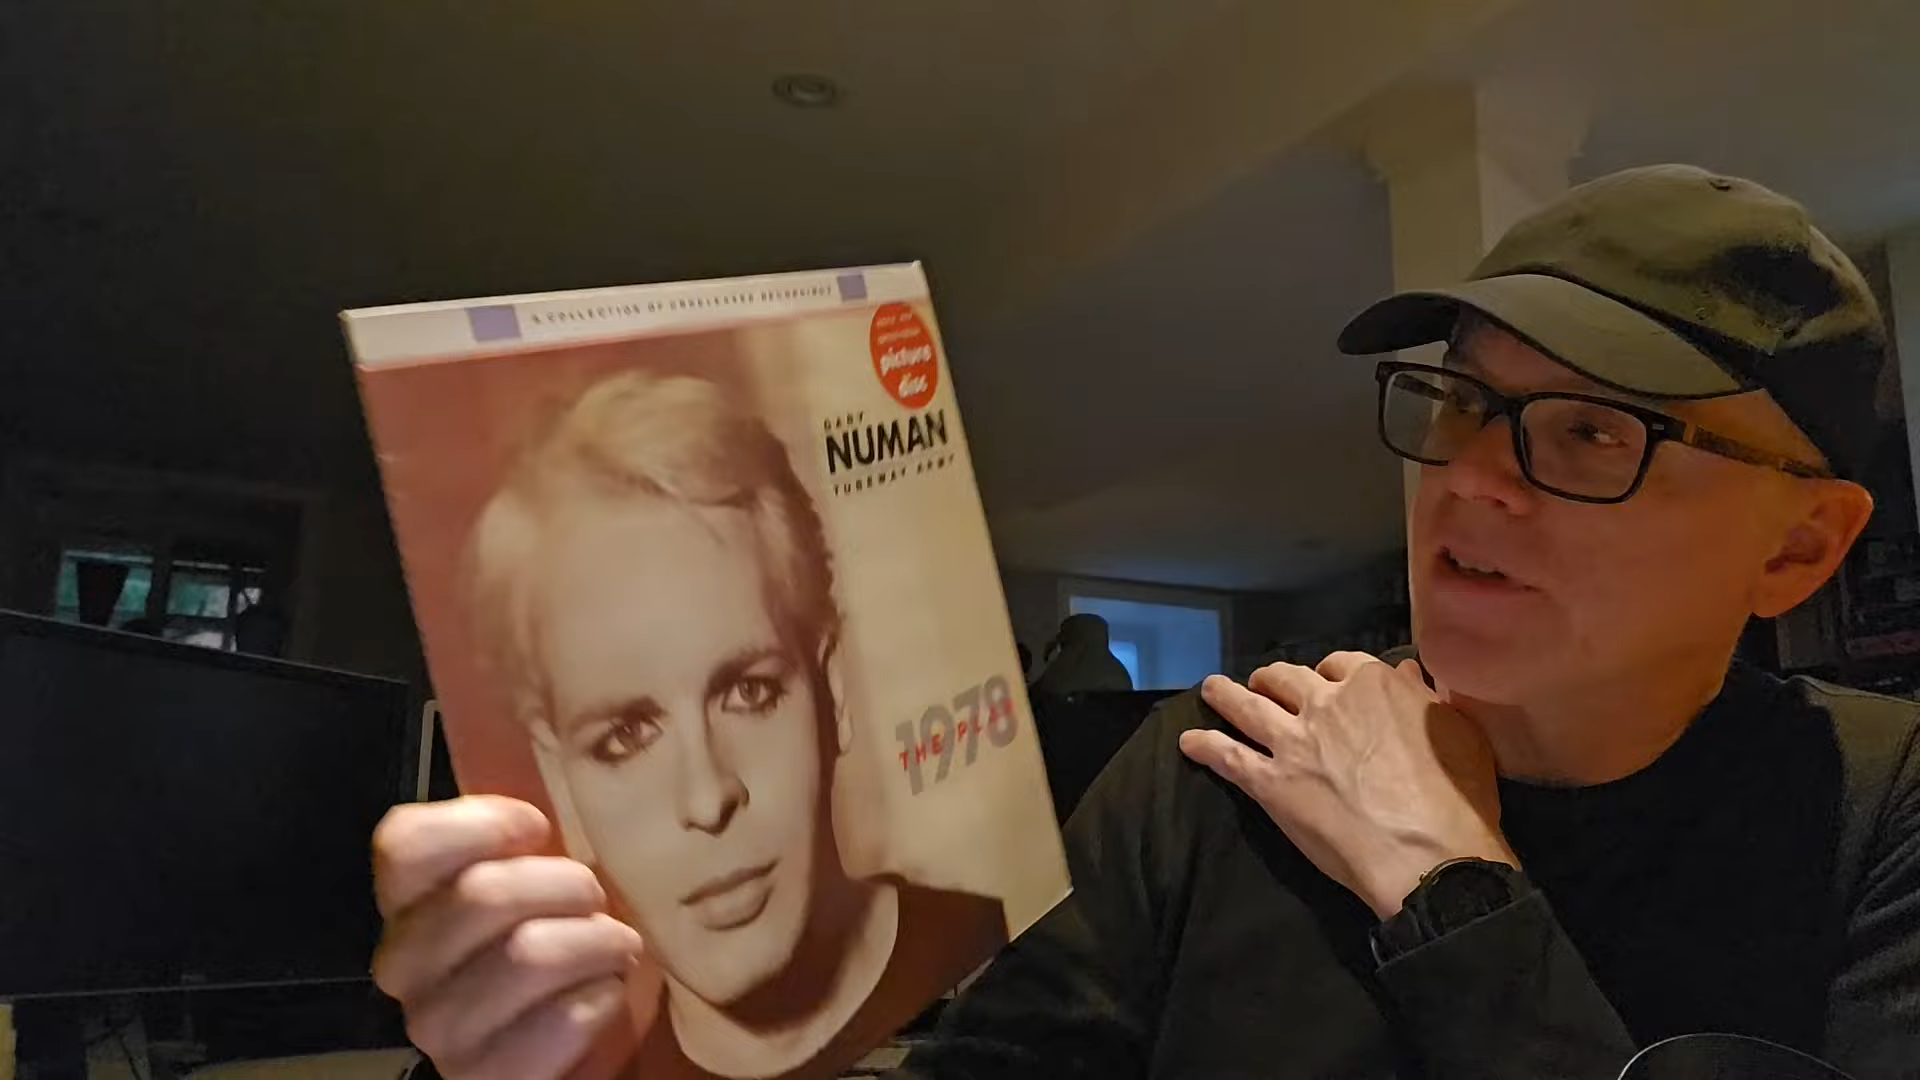 A COLLECTION OF UNRELEASED RECORDINGS
picture
disc
GARY
NUMAN
TUBEWAY ARMY
1978
THE PLAN